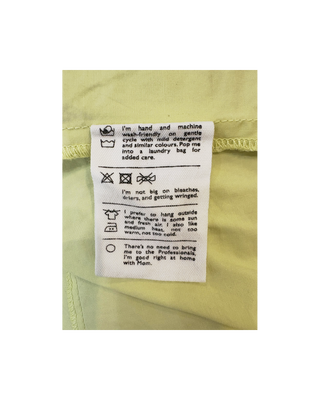 I'm hand and machine
wash-friendly on gentle
cycle with mild detergens
and similar colours. Pop me
into a laundry bag for
added care.
I'm not big on bleaches,
driers, and getting wringed.
I prefer to hang outside
where there is some sun
and fresh air. I also like
medium heat, not too
warm, not too cold.
There's no need to bring
me to the Professionals,
I'm good right at home
with Mom.